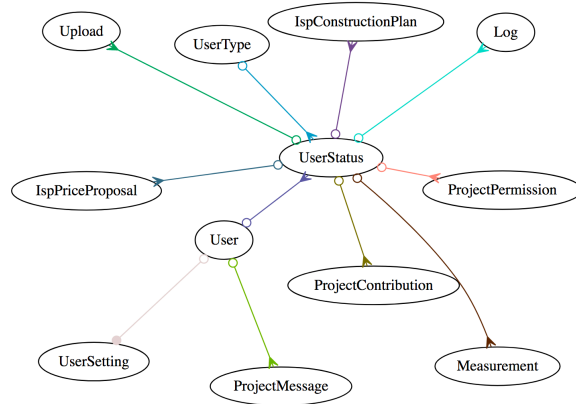 IspConstructionPlan
Upload
Log
UserType
UserStatus
IspPriceProposal
ProjectPermission
User
ProjectContribution
UserSetting
Measurement
ProjectMessage